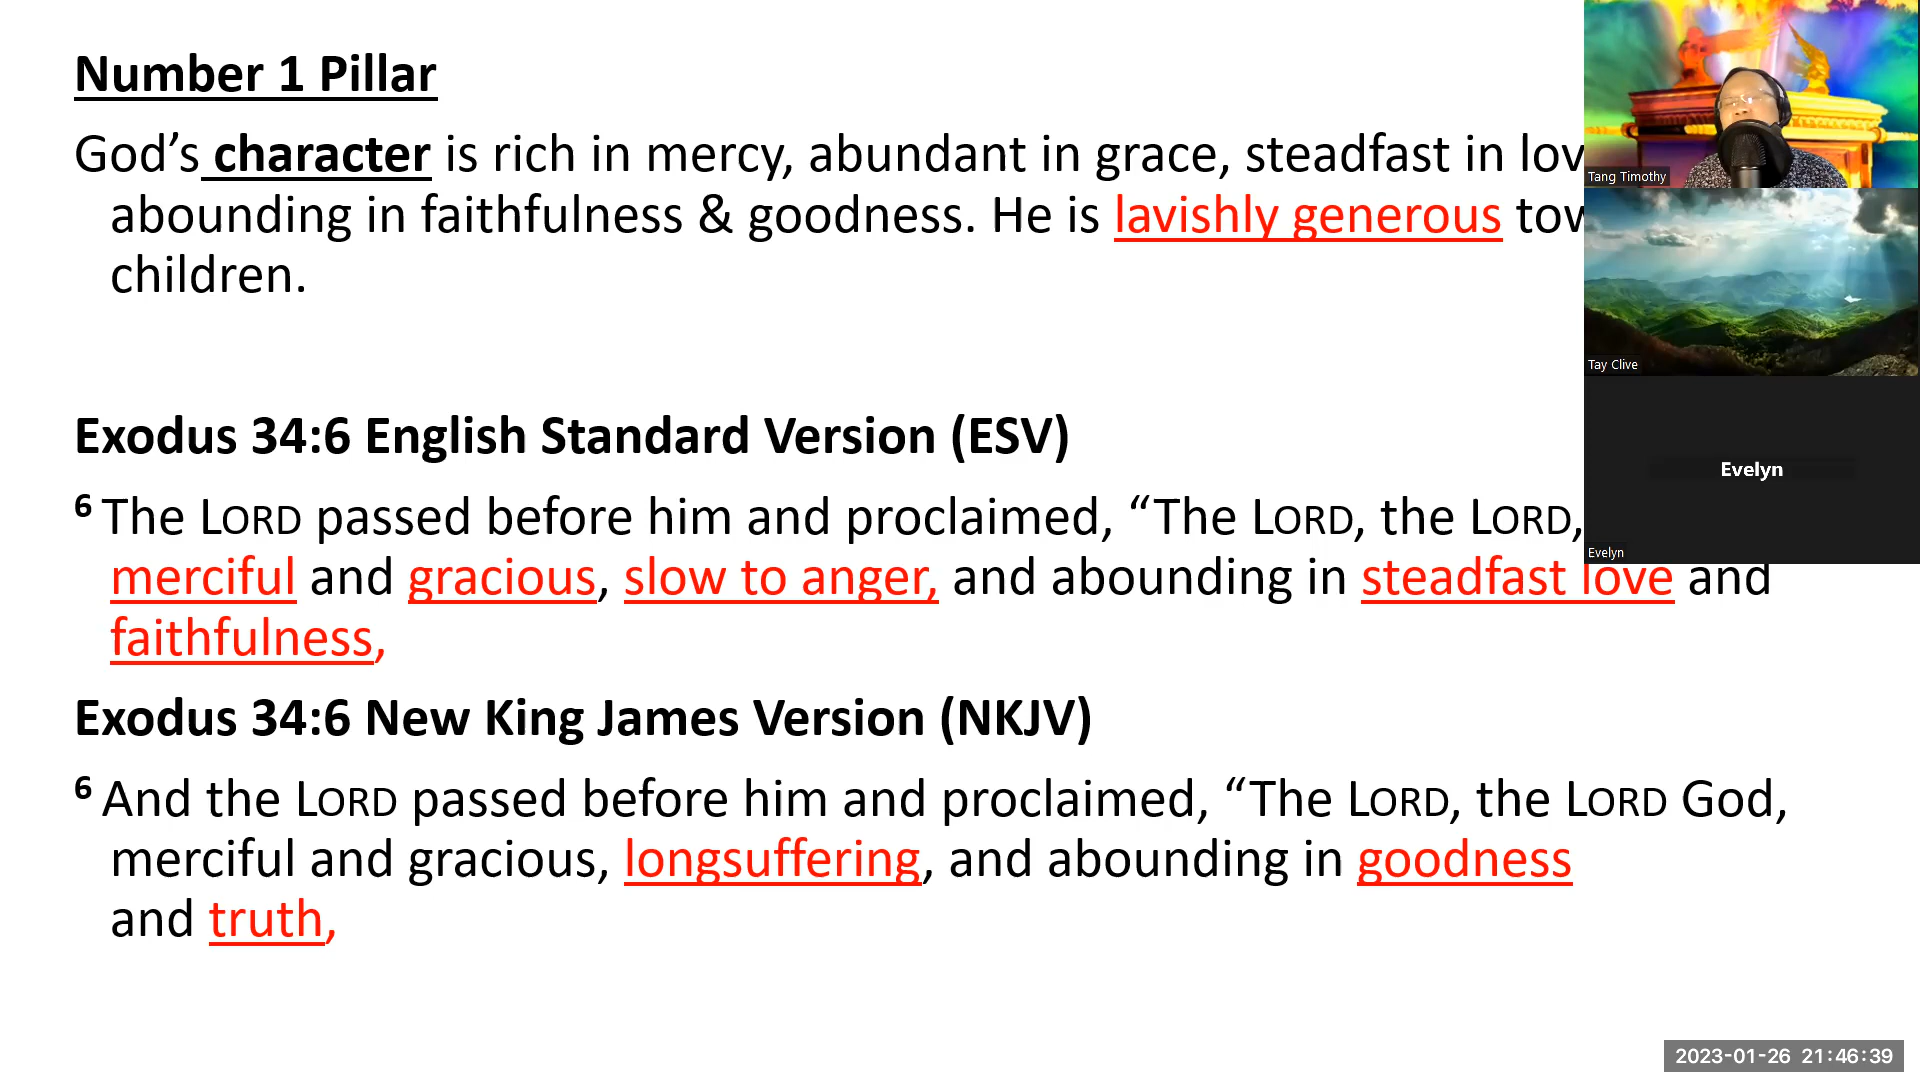 Number 1 Pillar
God’s character is rich in mercy, abundant in grace, steadfast in
abounding in faithfulness & goodness. He is lavishly generous
children.
Exodus 34:6 English Standard Version (ESV)
6 The LORD passed before him and proclaimed, “The LORD, the LORD,
merciful and gracious, slow to anger, and abounding in steadfast love and
faithfulness,
Exodus 34:6 New King James Version (NKJV)
6 And the LORD passed before him and proclaimed, “The LORD, the LORD God,
merciful and gracious, longsuffering, and abounding in goodness
and truth,
Tang Timothy
Tay Clive
Evelyn
Evelyn
2023-01-26 21:46:39